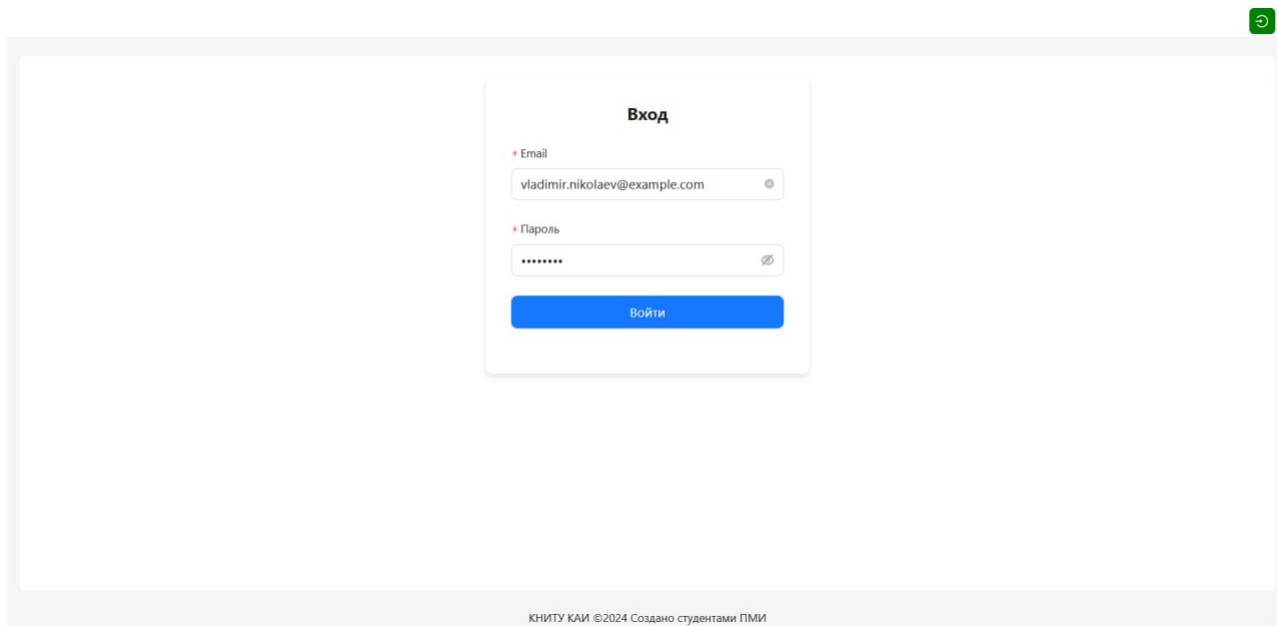 Вход
* Email
vladimir.nikolaev@example.com
* Пароль
••••••••
Войти
КНИТУ КАИ ©2024 Создано студентами ПМИ